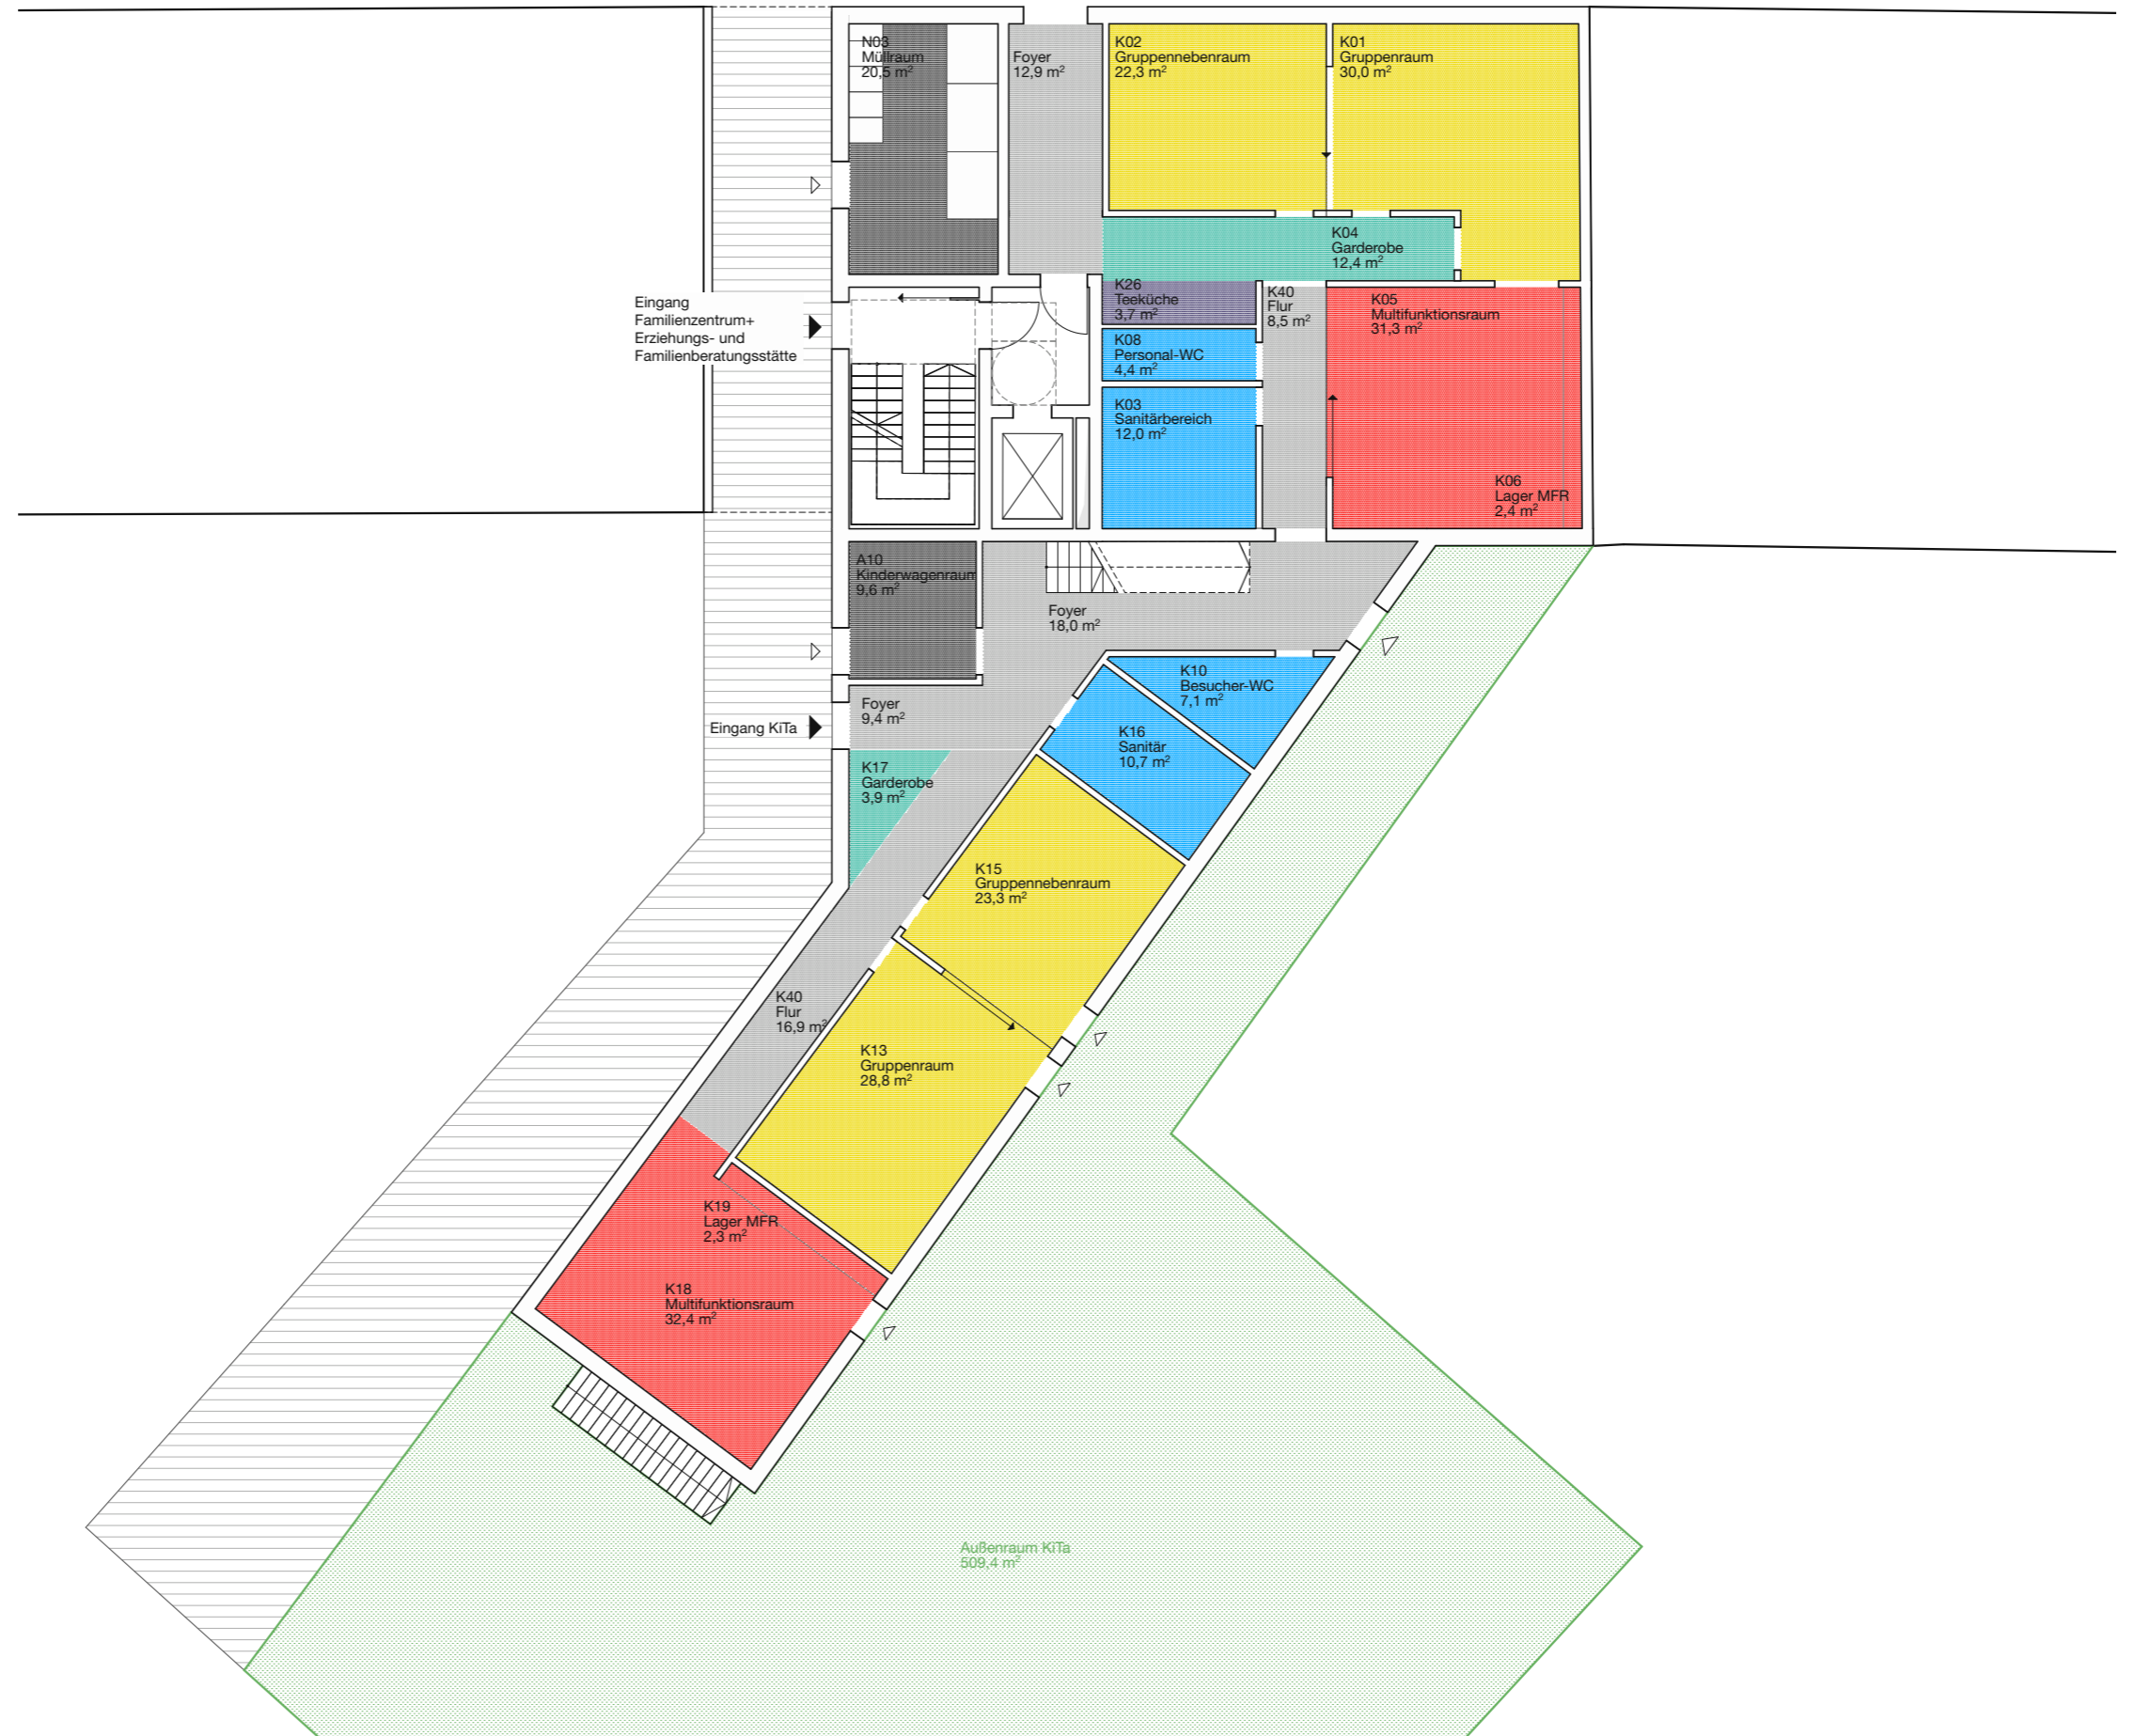 N03
Müllraum
20,5 m²
Foyer
12,9 m²
K02
Gruppennebenraum
22,3 m²
K01
Gruppenraum
30,0 m²
K04
Garderobe
12,4 m²
Eingang
Familienzentrum+
Erziehungs- und
Familienberatungsstätte
K26
Teeküche
3,7 m²
K40
Flur
8,5 m²
K05
Multifunktionsraum
31,3 m²
K08
Personal-WC
4,4 m²
K03
Sanitärbereich
12,0 m²
K06
Lager MFR
2,4 m²
A10
Kinderwagenraum
9,6 m²
Foyer
18,0 m²
K10
Besucher-WC
7,1 m²
Foyer
9,4 m²
Eingang KiTa
K16
Sanitär
10,7 m²
K17
Garderobe
3,9 m²
K15
Gruppennebenraum
23,3 m²
K40
Flur
16,9 m²
K13
Gruppenraum
28,8 m²
K19
Lager MFR
2,3 m²
K18
Multifunktionsraum
32,4 m²
Außenraum KiTa
509,4 m²